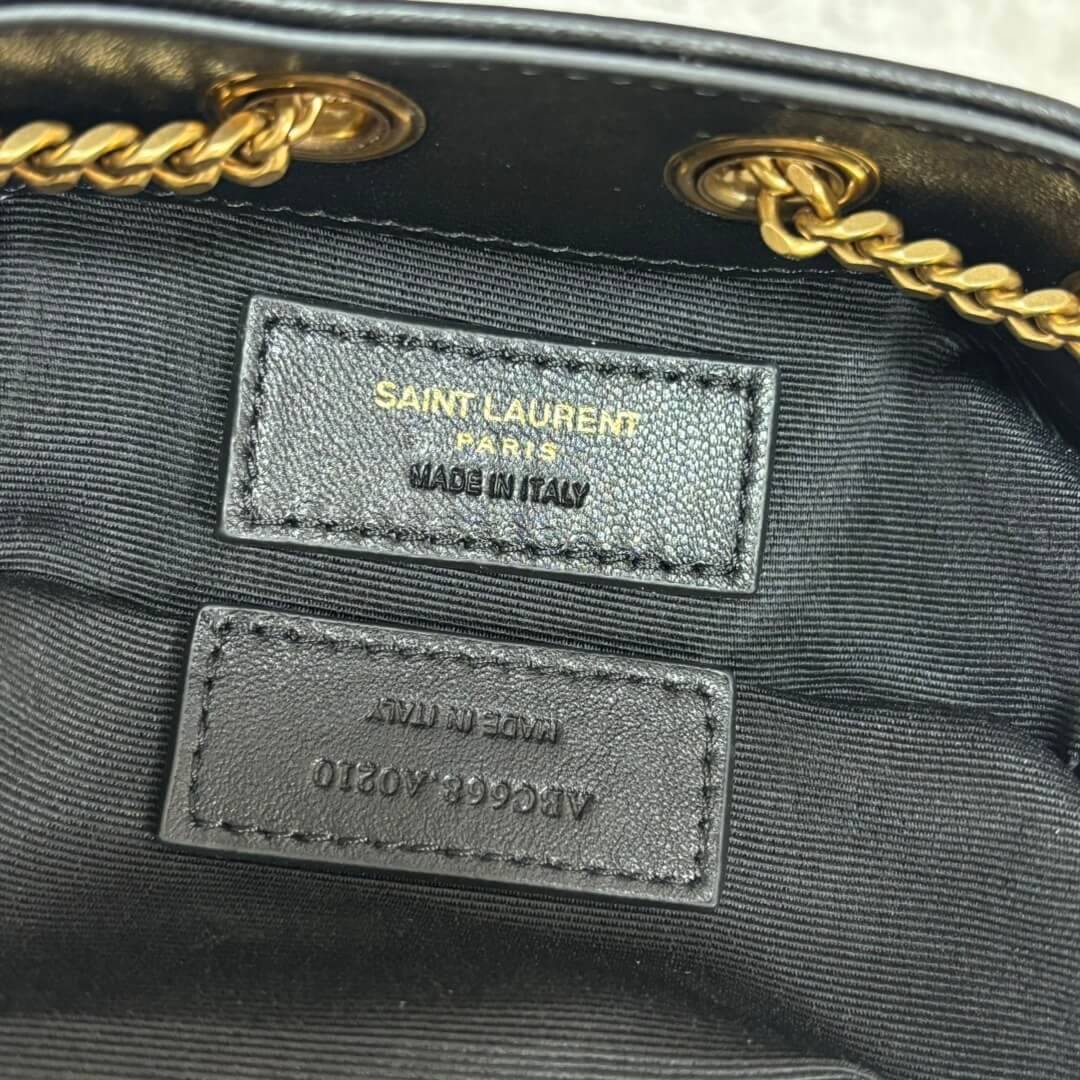 SAINT LAURENT
PARIS
MADE IN ITALY
MADE IN ITALY
ABC668.A0210